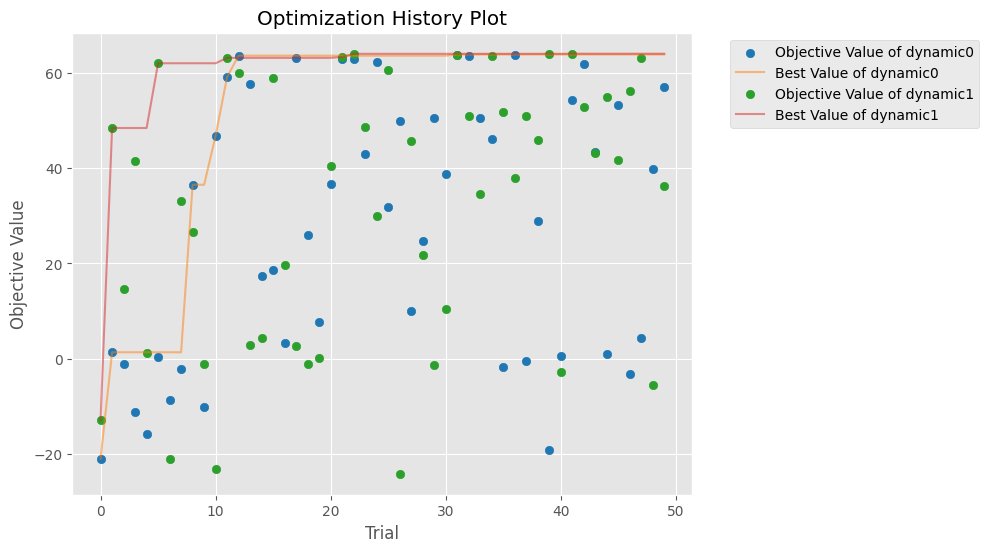 Optimization History Plot
Objective Value of dynamic0
Best Value of dynamic0
Objective Value of dynamic1
Best Value of dynamic1
Objective Value
60
40
20
0
−20
0 10 20 30 40 50
Trial